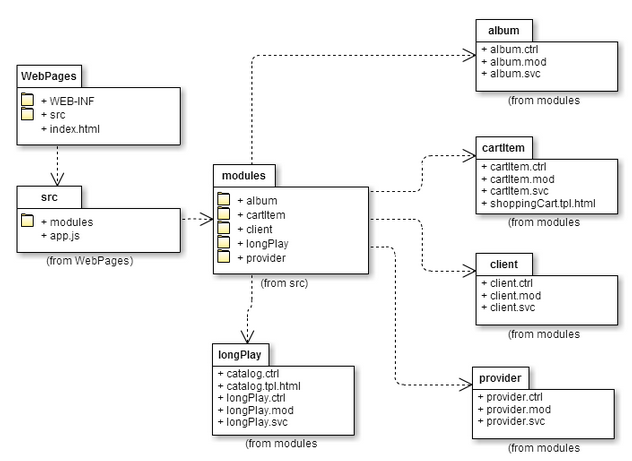 WebPages
+ WEB-INF
+ src
+ index.html
src
+ modules
+ app.js
(from WebPages)
modules
+ album
+ cartItem
+ client
+ longPlay
+ provider
(from src)
longPlay
+ catalog.ctrl
+ catalog.tpl.html
+ longPlay.ctrl
+ longPlay.mod
+ longPlay.svc
(from modules
album
+ album.ctrl
+ album.mod
+ album.svc
(from modules
cartItem
+ cartItem.ctrl
+ cartItem.mod
+ cartItem.svc
+ shoppingCart.tpl.html
(from modules
client
+ client.ctrl
+ client.mod
+ client.svc
(from modules
provider
+ provider.ctrl
+ provider.mod
+ provider.svc
(from modules